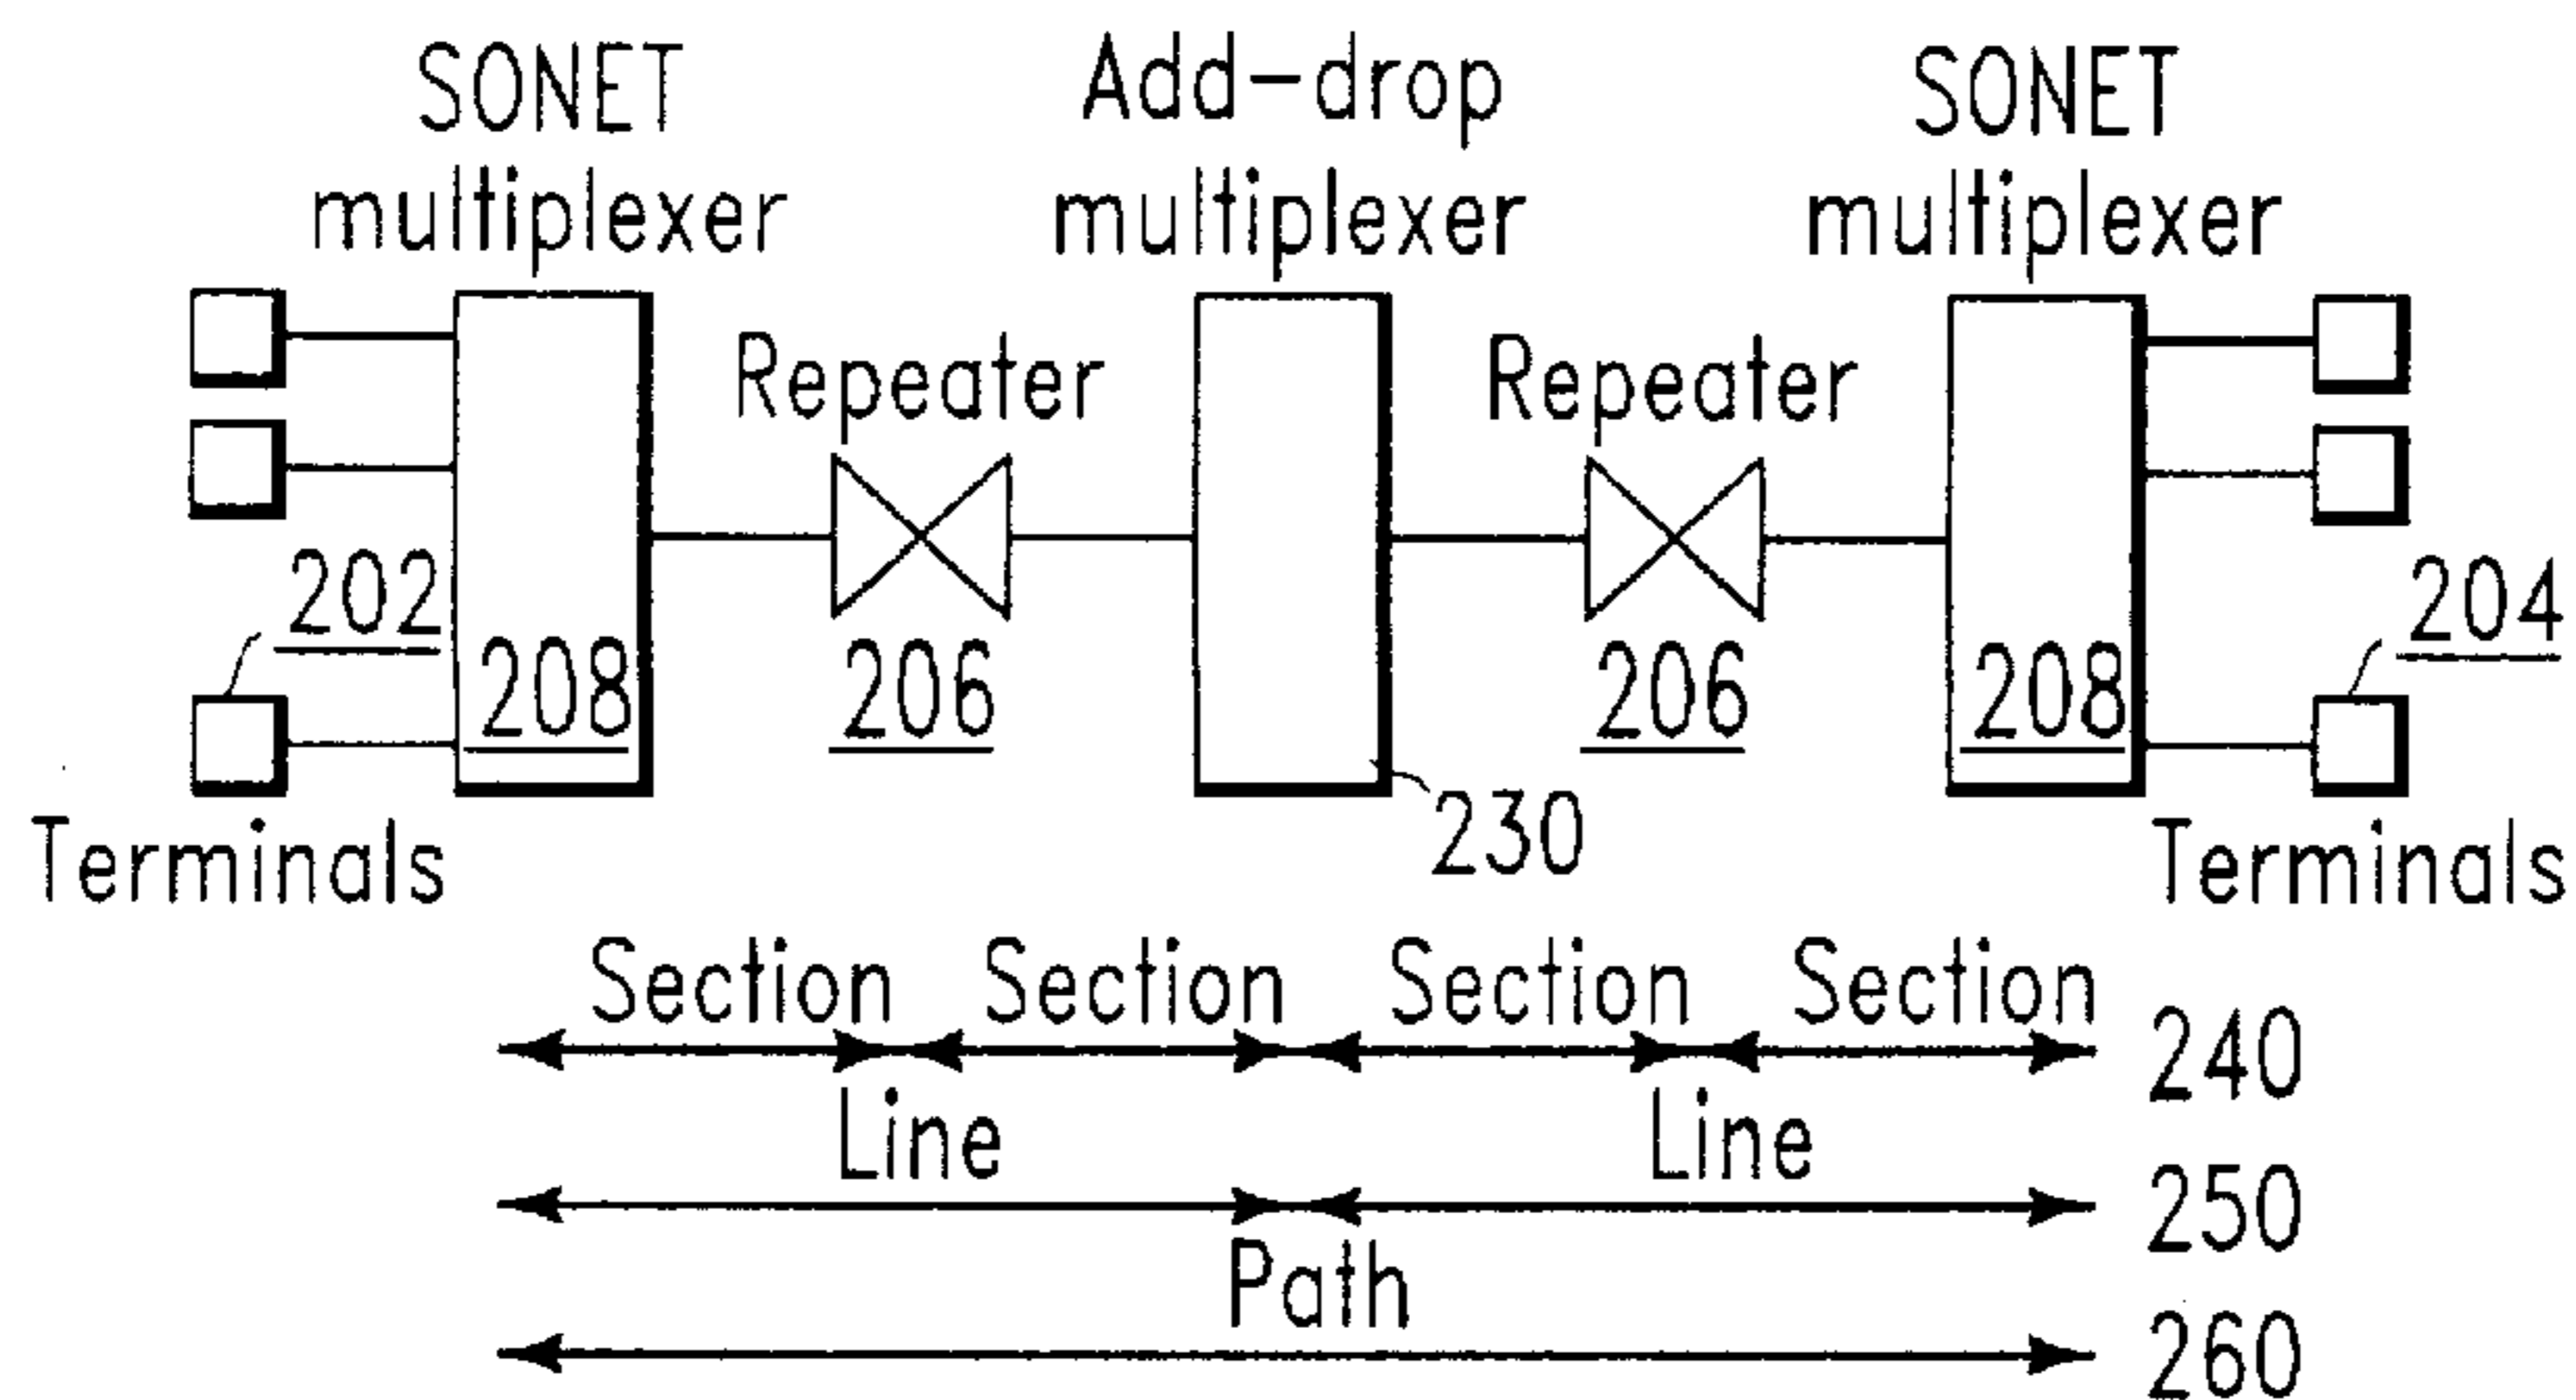 SONET
multiplexer
Add-drop
multiplexer
SONET
multiplexer
Repeater
Repeater
202
204
208
206
206
208
230
Terminals
Terminals
Section Section Section Section
240
Line Line
250
Path
260